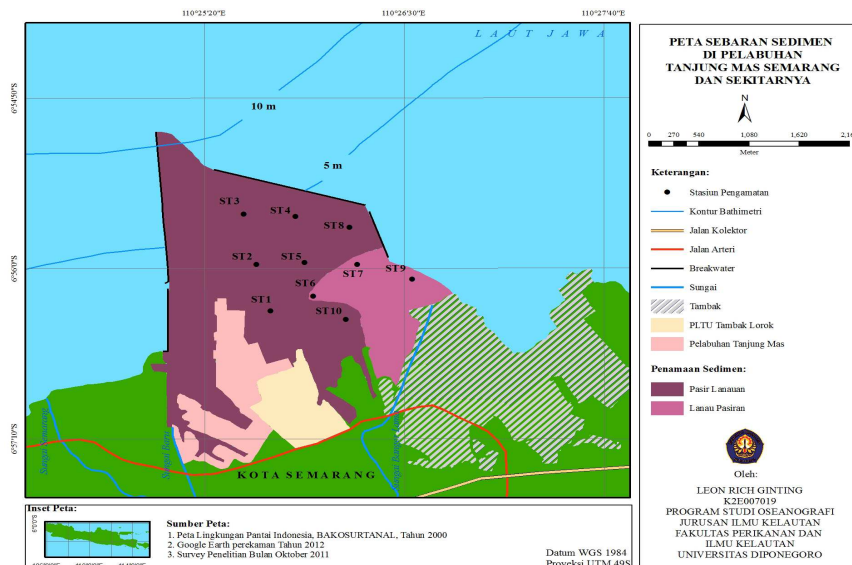 110°25'20"E
110°26'30"E
110°27'40"E
LAUT JAWA
6°54'50"S
6°56'0"S
6°57'10"S
10 m
5 m
ST3
ST4
ST8
ST2
ST5
ST7
ST9
ST6
ST1
ST10
Sungai Semarang
Sungai Baru
KOTA SEMARANG
PETA SEBARAN SEDIMEN
DI PELABUHAN
TANJUNG MAS SEMARANG
DAN SEKITARNYA
N
0 270 540 1,080 1,620 2,16
Meter
Keterangan:
Stasiun Pengamatan
Kontur Bathimetri
Jalan Kolektor
Jalan Arteri
Breakwater
Sungai
Tambak
PLTU Tambak Lorok
Pelabuhan Tanjung Mas
Penamaan Sedimen:
Pasir Lanauan
Lanau Pasiran
Oleh:
LEON RICH GINTING
K2E007019
PROGRAM STUDI OSEANOGRAFI
JURUSAN ILMU KELAUTAN
FAKULTAS PERIKANAN DAN
ILMU KELAUTAN
UNIVERSITAS DIPONEGORO
Inset Peta:
6°0'0"S
Sumber Peta:
1. Peta Lingkungan Pantai Indonesia, BAKOSURTANAL, Tahun 2000
2. Google Earth perekaman Tahun 2012
3. Survey Penelitian Bulan Oktober 2011
Datum WGS 1984
Proyeksi UTM 49S